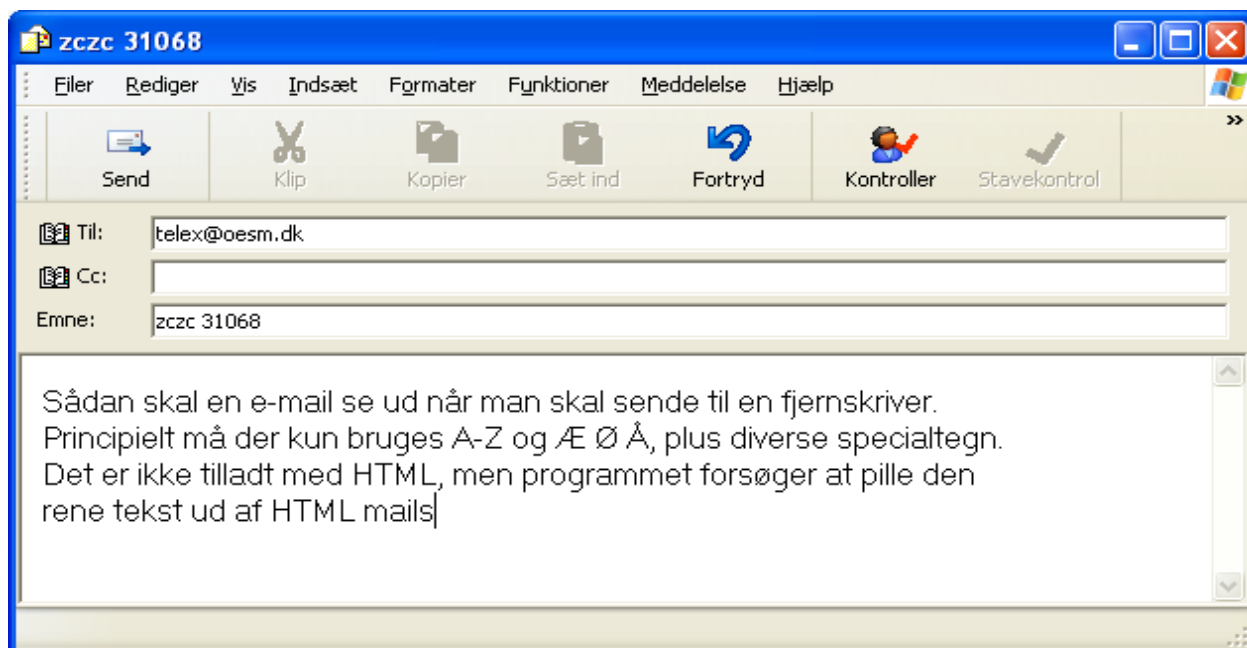 zczc 31068
Filer Rediger Vis Indsæt Formater Funktioner Meddelelse Hjælp
»
Send Klip Kopier Sæt ind Fortryd Kontroller Stavekontrol
Til: telex@oesm.dk
Cc:
Emne: zczc 31068
Sådan skal en e-mail se ud når man skal sende til en fjernskriver.
Principielt må der kun bruges A-Z og Æ Ø Å, plus diverse specialtegn.
Det er ikke tilladt med HTML, men programmet forsøger at pille den
rene tekst ud af HTML mails